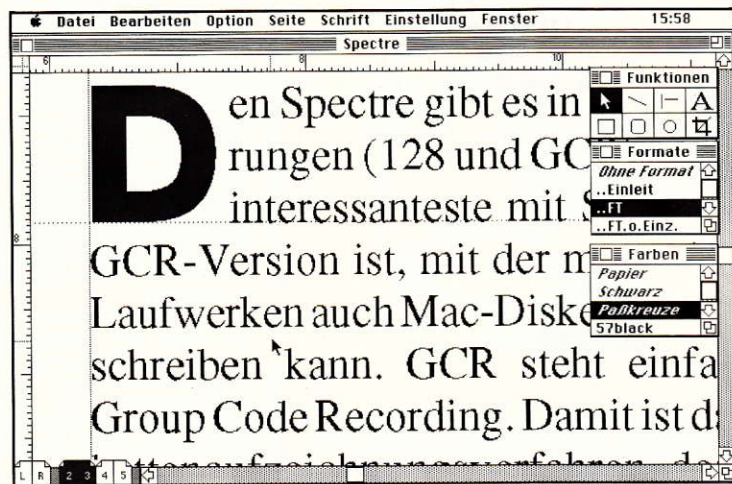 Datei Bearbeiten Option Seite Schrift Einstellung Fenster 15:58
Spectre
6 8 10
Den Spectre gibt es in
rungen (128 und GC
interessanteste mit S
8
GCR-Version ist, mit der m
Laufwerken auch Mac-Diske
schreiben kann. GCR steht einfa
Group Code Recording. Damit ist d
Funktionen
A
Formate
Ohne Format
..Einleit
..FT
..FT.o.Einz.
Farben
Papier
Schwarz
Paßkreuze
57black
L R 2 3 4 5